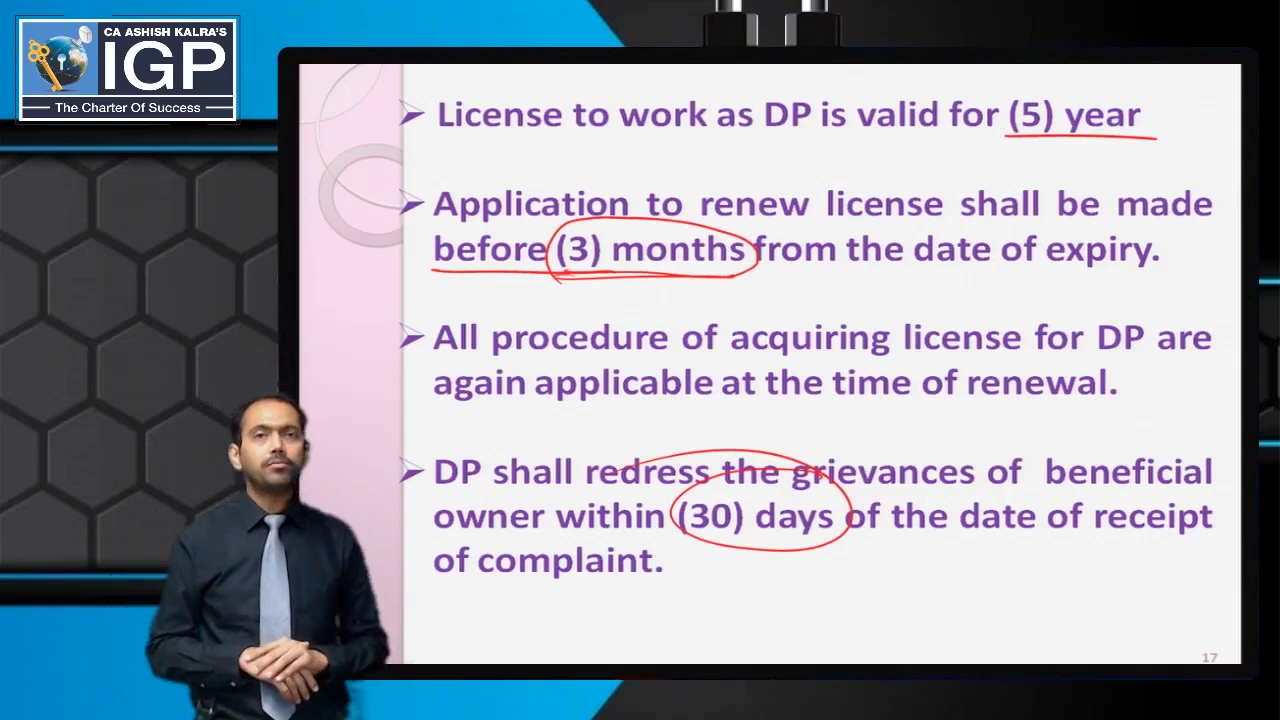 CA ASHISH KALRA'S
IGP
The Charter Of Success
➢ License to work as DP is valid for (5) year
➢ Application to renew license shall be made
before (3) months from the date of expiry.
➢ All procedure of acquiring license for DP are
again applicable at the time of renewal.
➢ DP shall redress the grievances of beneficial
owner within (30) days of the date of receipt
of complaint.
17